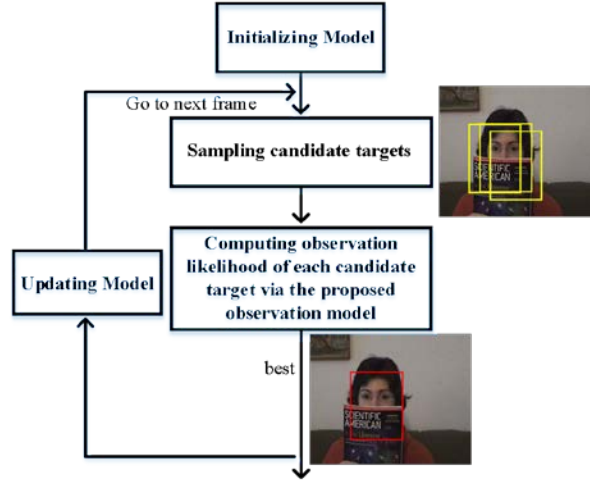 Initializing Model
Go to next frame
Sampling candidate targets
SCIENTIFIC
AMERICAN
Computing observation
likelihood of each candidate
target via the proposed
observation model
Updating Model
best
SCIENTIFIC
AMERICAN